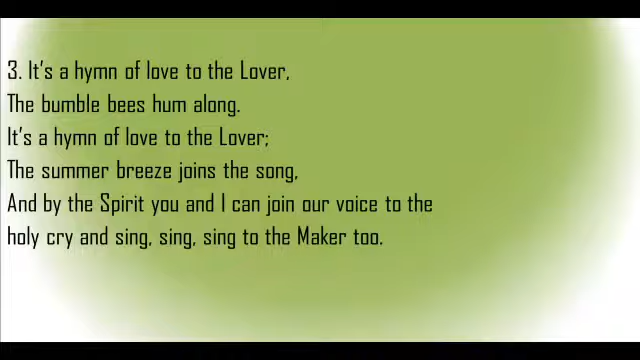 3. It's a hymn of love to the Lover,
The bumble bees hum along.
It's a hymn of love to the Lover;
The summer breeze joins the song,
And by the Spirit you and I can join our voice to the
holy cry and sing, sing, sing to the Maker too.